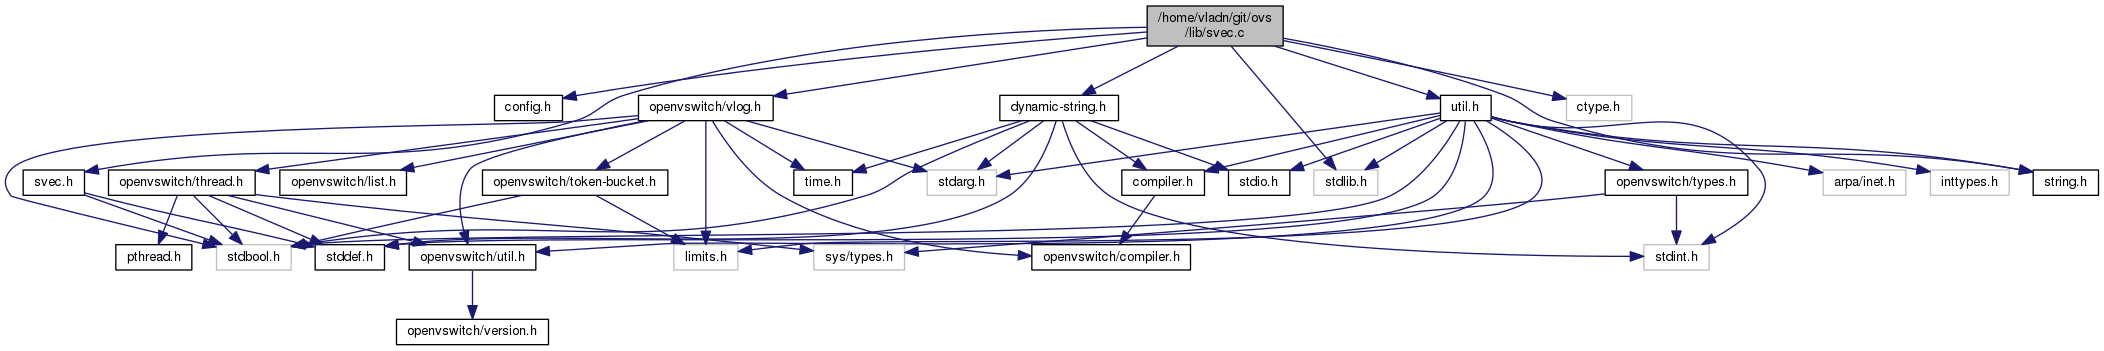 /home/vladn/git/ovs
/lib/svec.c
config.h
openvswitch/vlog.h
dynamic-string.h
util.h
ctype.h
svec.h
openvswitch/thread.h
openvswitch/list.h
openvswitch/token-bucket.h
time.h
stdarg.h
compiler.h
stdio.h
stdlib.h
openvswitch/types.h
arpa/inet.h
inttypes.h
string.h
pthread.h
stdbool.h
stddef.h
openvswitch/util.h
limits.h
sys/types.h
openvswitch/compiler.h
stdint.h
openvswitch/version.h